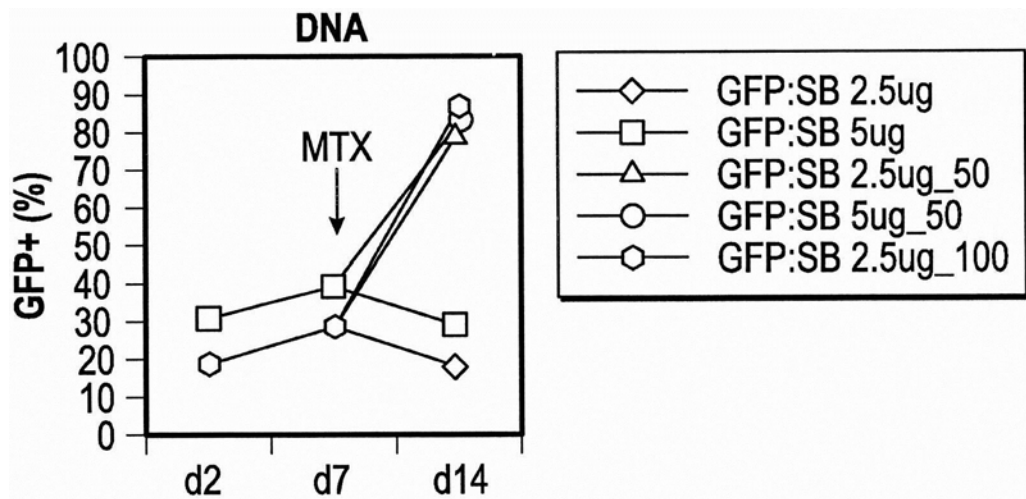 DNA
100
90
80
70
60
50
40
30
20
10
0
GFP+ (%)
MTX
d2 d7 d14
GFP:SB 2.5ug
GFP:SB 5ug
GFP:SB 2.5ug_50
GFP:SB 5ug_50
GFP:SB 2.5ug_100